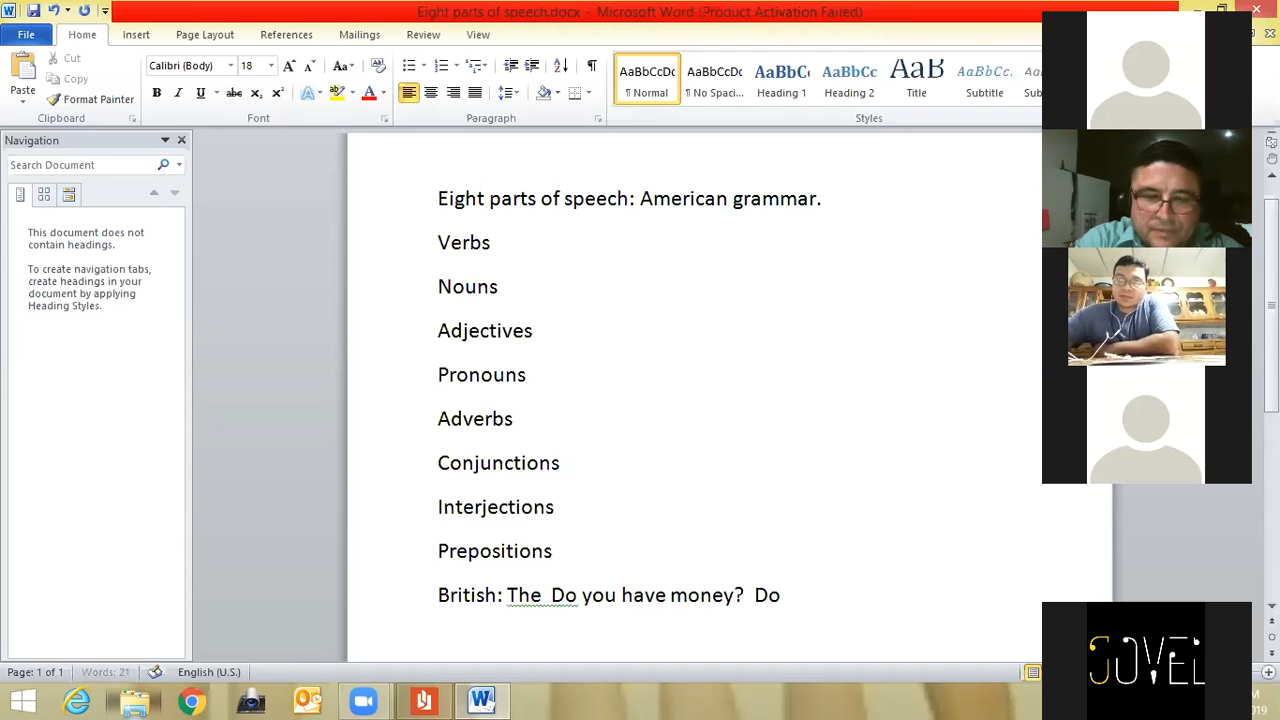 Eight parts of speech.docx - Microsoft Word (Product Activation Failed)
File Home Insert Page Layout References Mailings Review View
Paste Cut Copy Format Painter
Calibri (Body) 18
AaBbCcDc AaBbCcDc AaBbC AaBbCc AaB AaBbCc.
¶ Normal ¶ No Spaci... Heading 1 Heading 2 Title Subtitle
Clipboard Font Paragraph Styles
Navigation
Search Document
This document does not
contain headings.
To create navigation tabs,
create headings in your
document by applying
Heading Styles.
Eight parts of speech: American grammar.
Verbs
Nouns
Adjectives
Pronouns
Adverbs
Conjunctions
Interjections
Prepositions
British: The  Do you have money?  Do
Page: 1 of 1 Words: 21 English (U.S.)